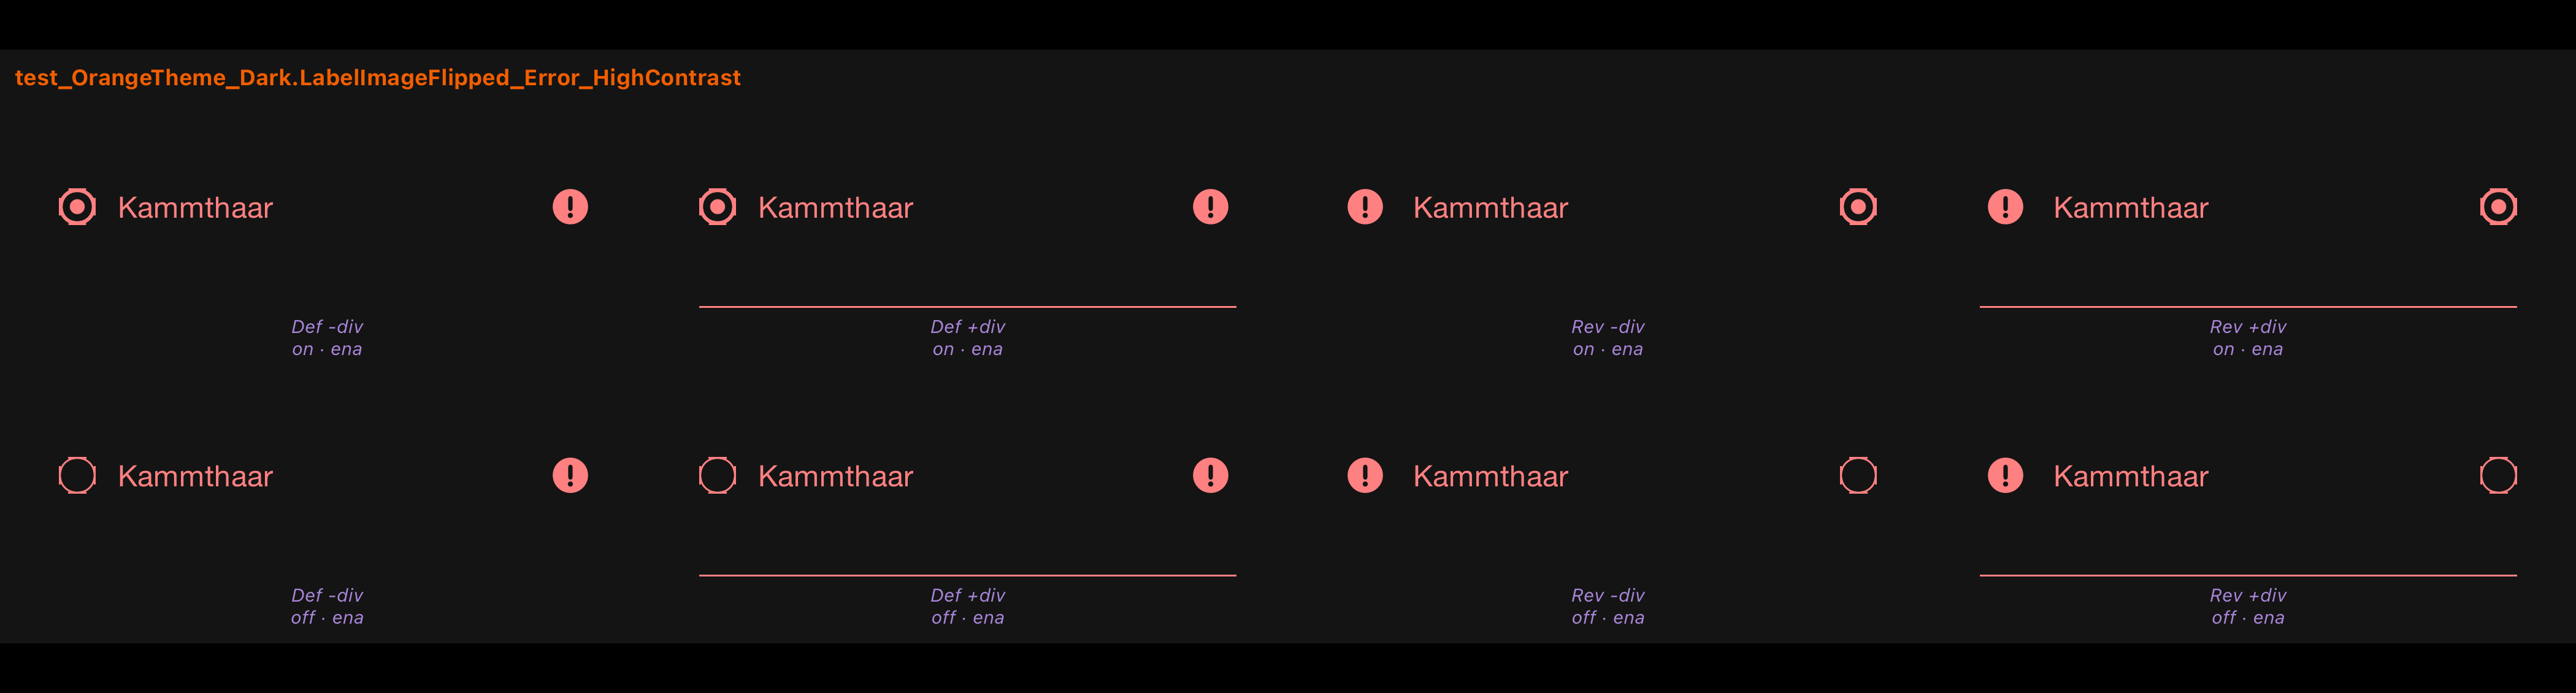 test_OrangeTheme_Dark.LabelImageFlipped_Error_HighContrast
Kammthaar
Kammthaar
Kammthaar
Kammthaar
Def -div
on · ena
Def +div
on · ena
Rev -div
on · ena
Rev +div
on · ena
Kammthaar
Kammthaar
Kammthaar
Kammthaar
Def -div
off · ena
Def +div
off · ena
Rev -div
off · ena
Rev +div
off · ena